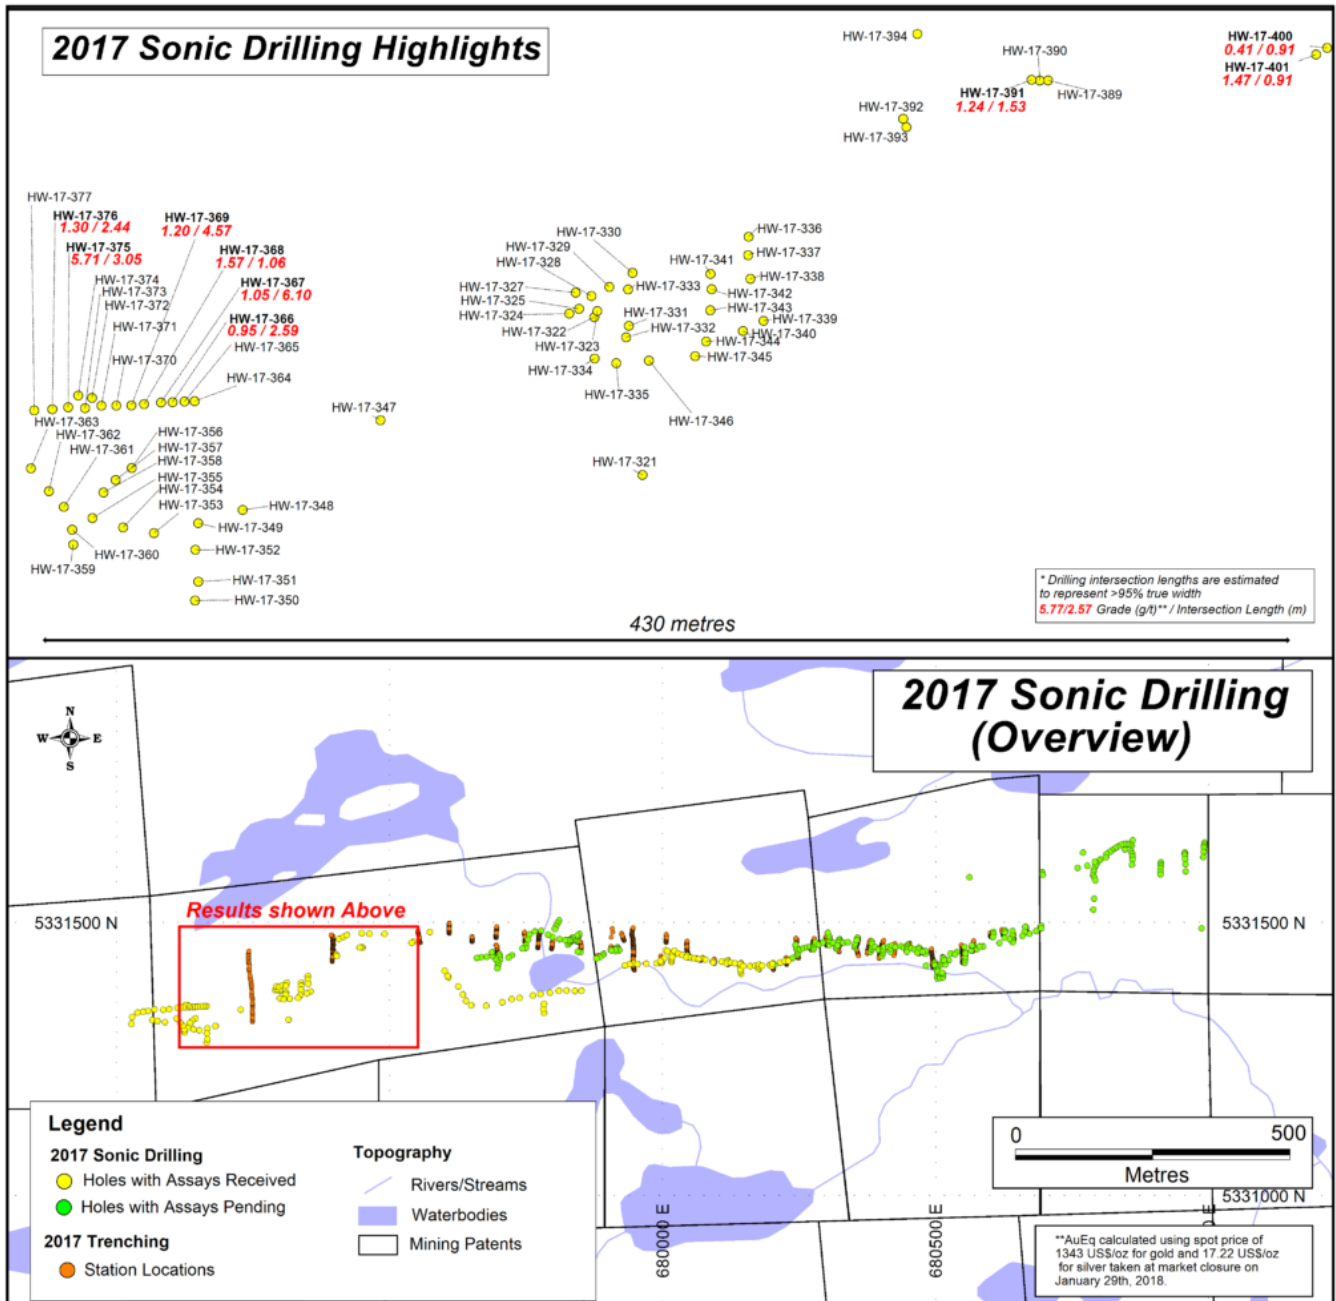 2017 Sonic Drilling Highlights
HW-17-394
HW-17-390
HW-17-400
0.41 / 0.91
HW-17-401
1.47 / 0.91
HW-17-391
1.24 / 1.53
HW-17-389
HW-17-392
HW-17-393
HW-17-377
HW-17-376
1.30 / 2.44
HW-17-369
1.20 / 4.57
HW-17-375
5.71 / 3.05
HW-17-368
1.57 / 1.06
HW-17-374
HW-17-373
HW-17-372
HW-17-367
1.05 / 6.10
HW-17-371
HW-17-366
0.95 / 2.59
HW-17-370
HW-17-365
HW-17-364
HW-17-330
HW-17-329
HW-17-328
HW-17-327
HW-17-325
HW-17-324
HW-17-322
HW-17-323
HW-17-334
HW-17-335
HW-17-333
HW-17-331
HW-17-332
HW-17-346
HW-17-336
HW-17-337
HW-17-341
HW-17-338
HW-17-342
HW-17-343
HW-17-339
HW-17-340
HW-17-344
HW-17-345
HW-17-347
HW-17-321
HW-17-363
HW-17-362
HW-17-361
HW-17-356
HW-17-357
HW-17-358
HW-17-355
HW-17-354
HW-17-353
HW-17-348
HW-17-349
HW-17-360
HW-17-352
HW-17-359
HW-17-351
HW-17-350
* Drilling intersection lengths are estimated
to represent >95% true width
5.77/2.57 Grade (g/t)** / Intersection Length (m)
430 metres
2017 Sonic Drilling
(Overview)
N
W E
S
Results shown Above
5331500 N
5331500 N
Legend
2017 Sonic Drilling
Holes with Assays Received
Holes with Assays Pending
2017 Trenching
Station Locations
Topography
Rivers/Streams
Waterbodies
Mining Patents
680000 E
680500 E
0 500
Metres
5331000 N
E
**AuEq calculated using spot price of
1343 US$/oz for gold and 17.22 US$/oz
for silver taken at market closure on
January 29th, 2018.